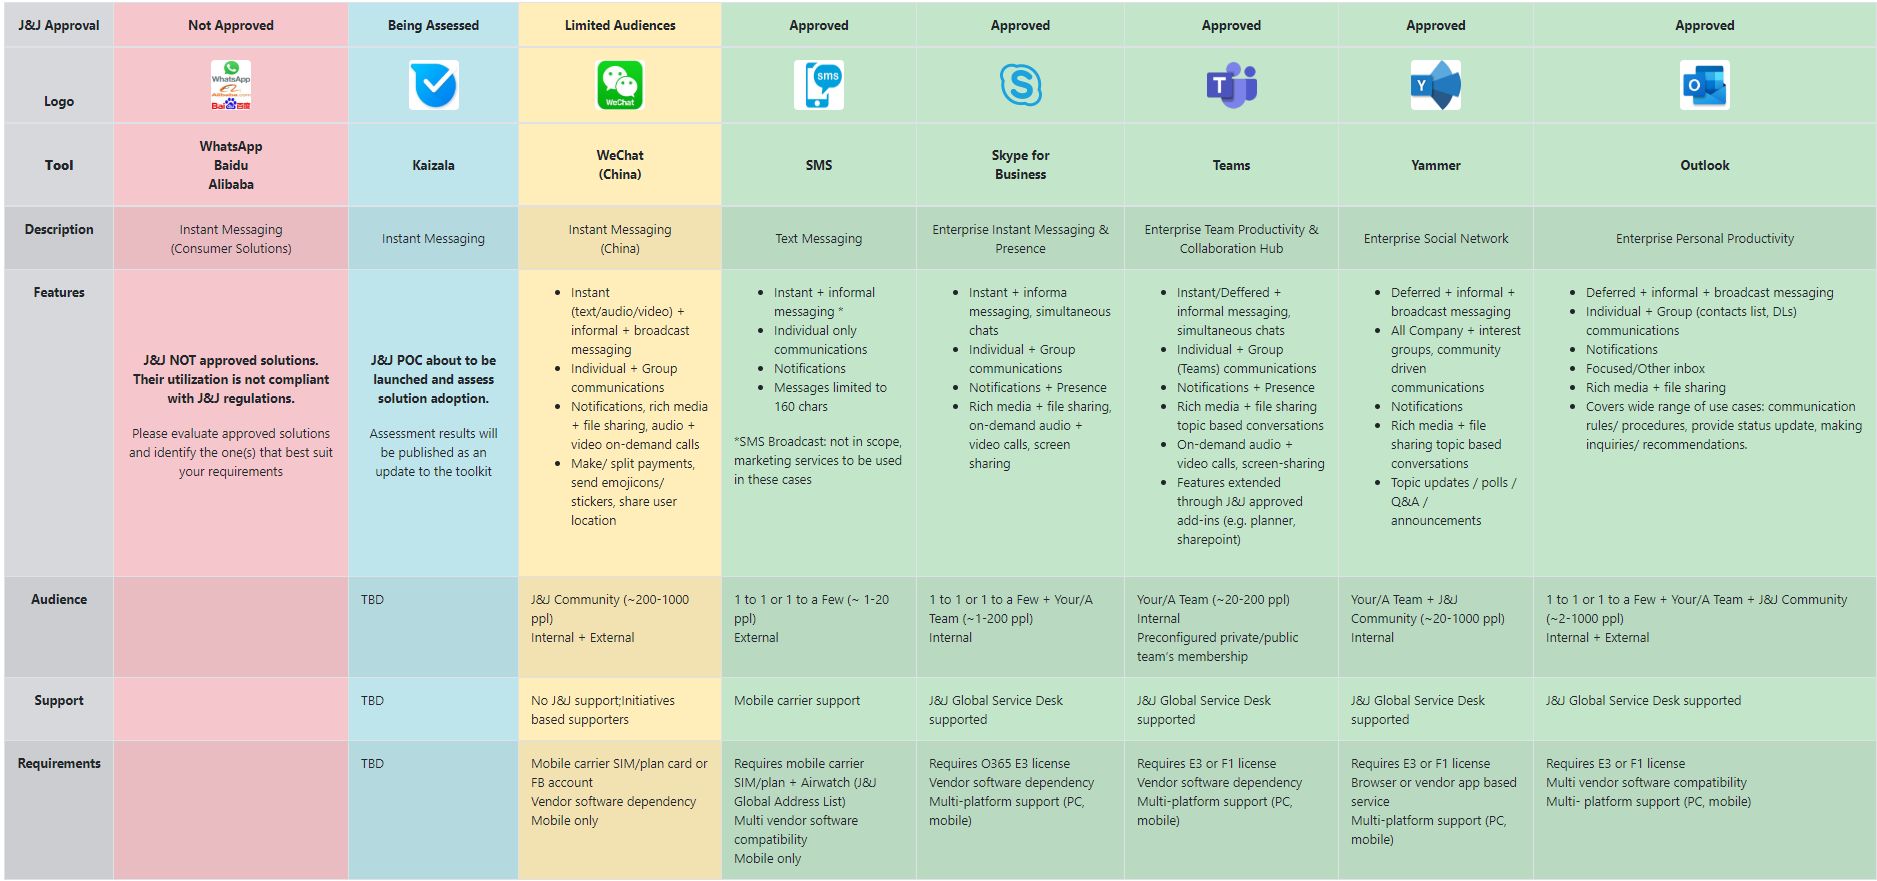 J&J Approval
Not Approved
Being Assessed
Limited Audiences
Approved
Approved
Approved
Approved
Approved
Logo
WhatsApp
Alibaba.com
Bai百度
WeChat
sms
S
T
Y
O
Tool
WhatsApp
Baidu
Alibaba
Kaizala
WeChat
(China)
SMS
Skype for
Business
Teams
Yammer
Outlook
Description
Instant Messaging
(Consumer Solutions)
Instant Messaging
Instant Messaging
(China)
Text Messaging
Enterprise Instant Messaging &
Presence
Enterprise Team Productivity &
Collaboration Hub
Enterprise Social Network
Enterprise Personal Productivity
Features
J&J NOT approved solutions.
Their utilization is not compliant
with J&J regulations.
Please evaluate approved solutions
and identify the one(s) that best suit
your requirements
J&J POC about to be
launched and assess
solution adoption.
Assessment results will
be published as an
update to the toolkit
• Instant
(text/audio/video) +
informal + broadcast
messaging
• Individual + Group
communications
• Notifications, rich media
+ file sharing, audio +
video on-demand calls
• Make/ split payments,
send emojicons/
stickers, share user
location
• Instant + informal
messaging *
• Individual only
communications
• Notifications
• Messages limited to
160 chars
*SMS Broadcast: not in scope,
marketing services to be used
in these cases
• Instant + informa
messaging, simultaneous
chats
• Individual + Group
communications
• Notifications + Presence
• Rich media + file sharing,
on-demand audio +
video calls, screen
sharing
• Instant/Deffered +
informal messaging,
simultaneous chats
• Individual + Group
(Teams) communications
• Notifications + Presence
• Rich media + file sharing
topic based conversations
• On-demand audio +
video calls, screen-sharing
• Features extended
through J&J approved
add-ins (e.g. planner,
sharepoint)
• Deferred + informal +
broadcast messaging
• All Company + interest
groups, community
driven
communications
• Notifications
• Rich media + file
sharing topic based
conversations
• Topic updates / polls /
Q&A /
announcements
• Deferred + informal + broadcast messaging
• Individual + Group (contacts list, DLs)
communications
• Notifications
• Focused/Other inbox
• Rich media + file sharing
• Covers wide range of use cases: communication
rules/ procedures, provide status update, making
inquiries/ recommendations.
Audience
TBD
J&J Community (~200-1000
ppl)
Internal + External
1 to 1 or 1 to a Few (~ 1-20
ppl)
External
1 to 1 or 1 to a Few + Your/A
Team (~1-200 ppl)
Internal
Your/A Team (~20-200 ppl)
Internal
Preconfigured private/public
team's membership
Your/A Team + J&J
Community (~20-1000 ppl)
Internal
1 to 1 or 1 to a Few + Your/A Team + J&J Community
(~2-1000 ppl)
Internal + External
Support
TBD
No J&J support;Initiatives
based supporters
Mobile carrier support
J&J Global Service Desk
supported
J&J Global Service Desk
supported
J&J Global Service Desk
supported
J&J Global Service Desk supported
Requirements
TBD
Mobile carrier SIM/plan card or
FB account
Vendor software dependency
Mobile only
Requires mobile carrier
SIM/plan + Airwatch (J&J
Global Address List)
Multi vendor software
compatibility
Mobile only
Requires O365 E3 license
Vendor software dependency
Multi-platform support (PC,
mobile)
Requires E3 or F1 license
Vendor software dependency
Multi-platform support (PC,
mobile)
Requires E3 or F1 license
Browser or vendor app based
service
Multi-platform support (PC,
mobile)
Requires E3 or F1 license
Multi vendor software compatibility
Multi- platform support (PC, mobile)